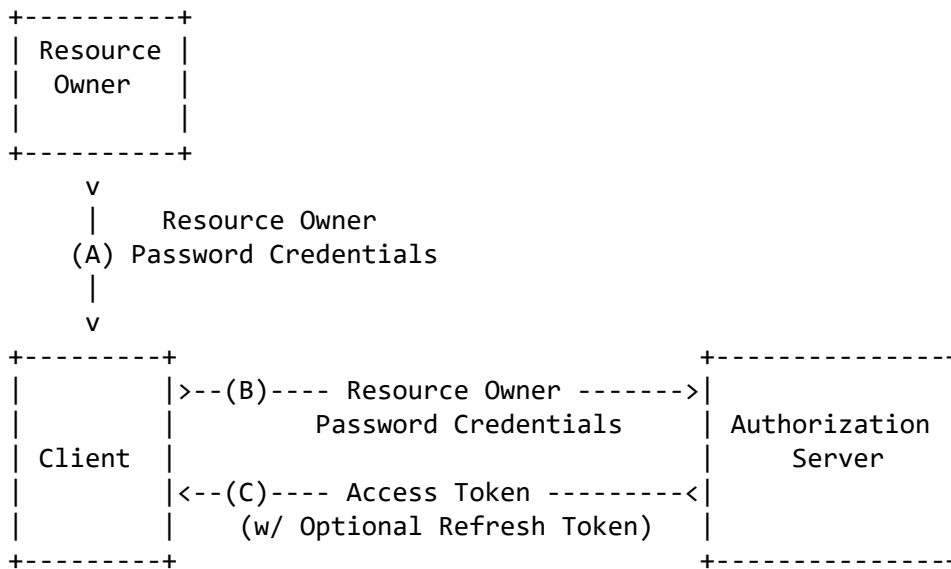 +----------+
| Resource |
|  Owner   |
|          |
+----------+
     v
     |    Resource Owner
    (A) Password Credentials
     |
     v
+---------+                                  +---------------
|         |>--(B)---- Resource Owner ------->|
|         |         Password Credentials     | Authorization
| Client  |                                  |     Server
|         |<--(C)---- Access Token ---------<|
|         |    (w/ Optional Refresh Token)   |
+---------+                                  +---------------